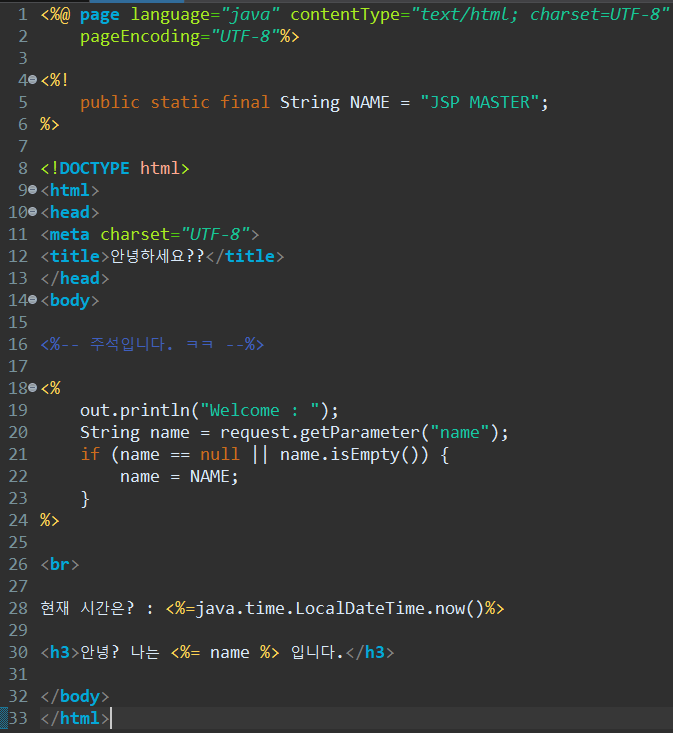 1 <%@ page language="java" contentType="text/html; charset=UTF-8"
2     pageEncoding="UTF-8"%>
3
4 <%!
5     public static final String NAME = "JSP MASTER";
6 %>
7
8 <!DOCTYPE html>
9 <html>
10 <head>
11 <meta charset="UTF-8">
12 <title>안녕하세요??</title>
13 </head>
14 <body>
15
16 <%-- 주석입니다. ㅋㅋ --%>
17
18 <%
19     out.println("Welcome : ");
20     String name = request.getParameter("name");
21     if (name == null || name.isEmpty()) {
22         name = NAME;
23     }
24 %>
25
26 <br>
27
28 현재 시간은? : <%=java.time.LocalDateTime.now()%>
29
30 <h3>안녕? 나는 <%= name %> 입니다.</h3>
31
32 </body>
33 </html>